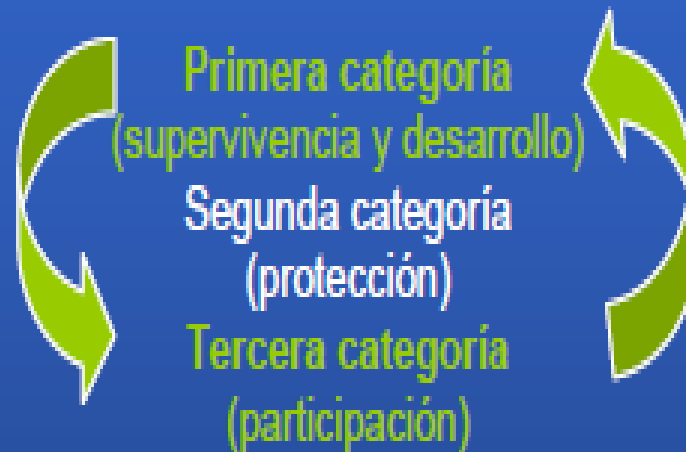 Primera categoría
(supervivencia y desarrollo)
Segunda categoría
(protección)
Tercera categoría
(participación)